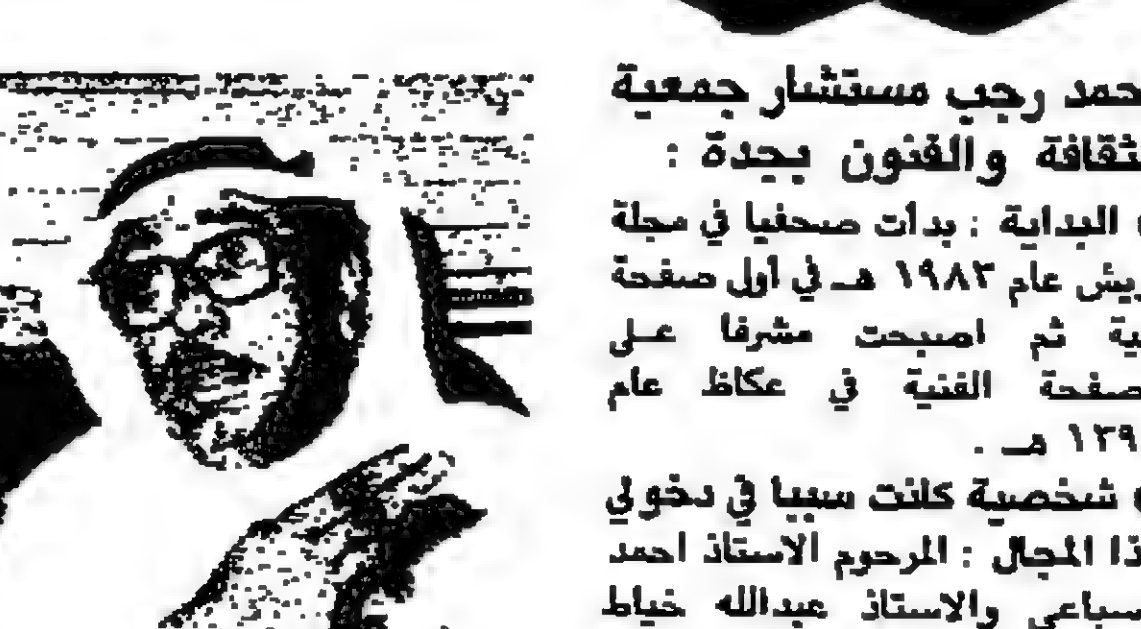 حمد رجب مستشار جمعية
ثقافة والفنون بجدة :
البداية : بدأت صحفيا في مجلة
يش عام ١٩٨٣ هـ في أول صفحة
ية ثم اصبحت مشرفا على
صفحة الفنية في عكاظ عام
١٣٩ هـ .
شخصية كانت سببا في دخولي
ذا المجال : المرحوم الاستاذ احمد
سباعي والاستاذ عبدالله خياط